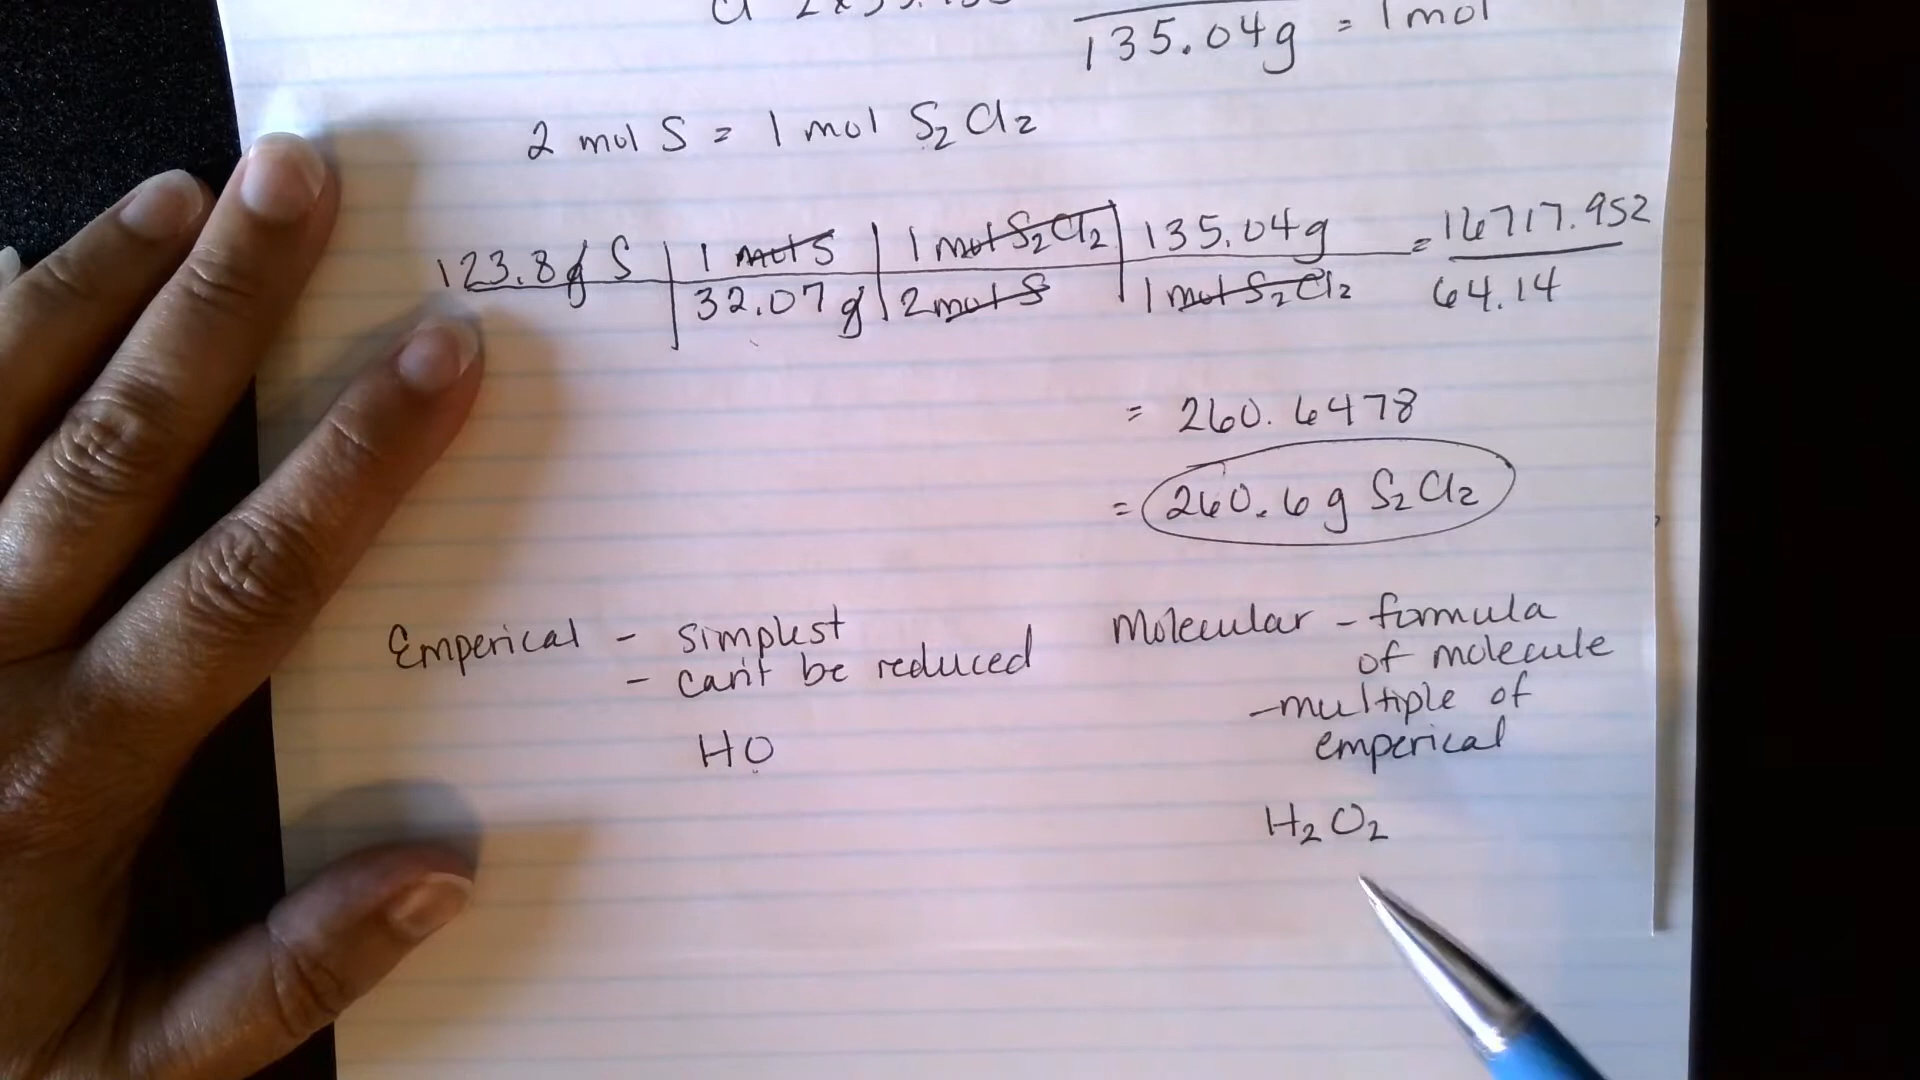 135.04g = 1 mol
2 mol S = 1 mol S₂Cl₂
123.8g S | 1 mol S | 1 mol S₂Cl₂ | 135.04g = 16717.952
32.07g | 2 mol S | 1 mol S₂Cl₂ 64.14
= 260.6478
= 260.6g S₂Cl₂
Emperical - simplest
- can't be reduced
HO
Molecular - formula
of molecule
- multiple of
emperical
H₂O₂